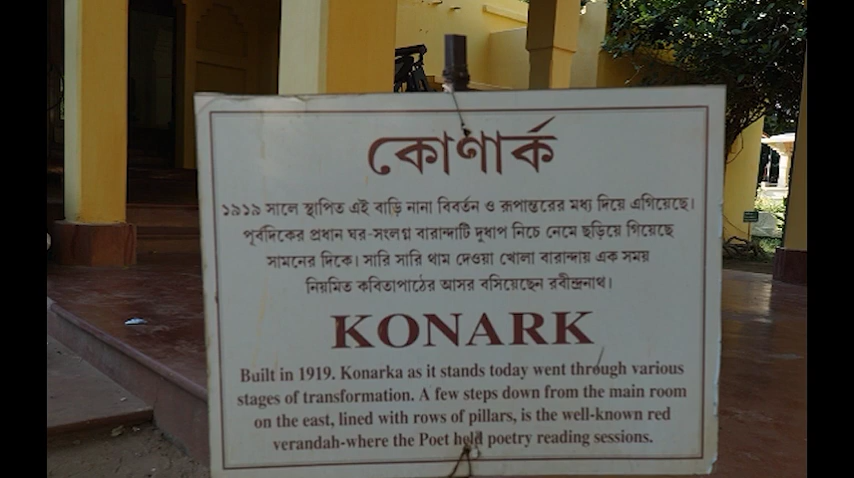 কোণার্ক
১৯১৯ সালে স্থাপিত এই বাড়ি নানা বিবর্তন ও রূপান্তরের মধ্য দিয়ে এগিয়েছে।
পূর্বদিকের প্রধান ঘর-সংলগ্ন বারান্দাটি দুধাপ নিচে নেমে ছড়িয়ে গিয়েছে
সামনের দিকে। সারি সারি থাম দেওয়া খোলা বারান্দায় এক সময়
নিয়মিত কবিতাপাঠের আসর বসিয়েছেন রবীন্দ্রনাথ।
KONARK
Built in 1919. Konarka as it stands today went through various
stages of transformation. A few steps down from the main room
on the east, lined with rows of pillars, is the well-known red
verandah-where the Poet held poetry reading sessions.